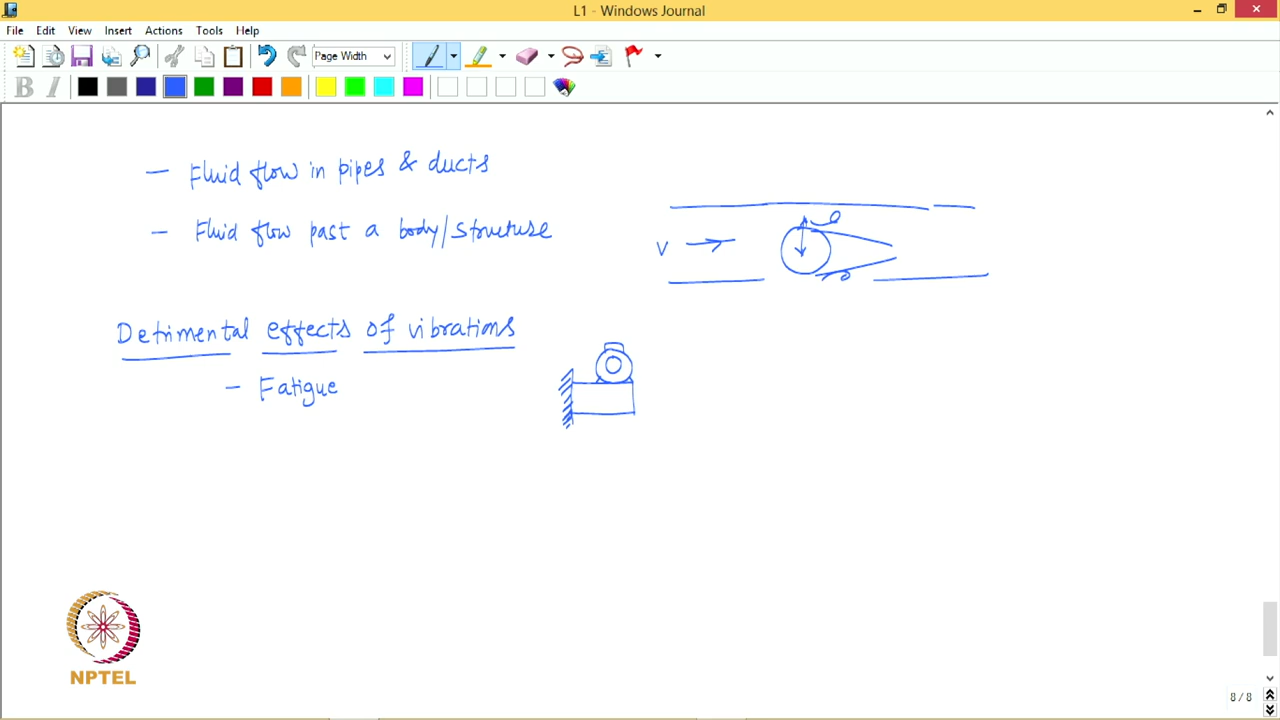 L1 - Windows Journal
File Edit View Insert Actions Tools Help
Page Width
B I
— Fluid flow in pipes & ducts
— Fluid flow past a body/structure
V
Detrimental effects of vibrations
— Fatigue
NPTEL
8 / 8